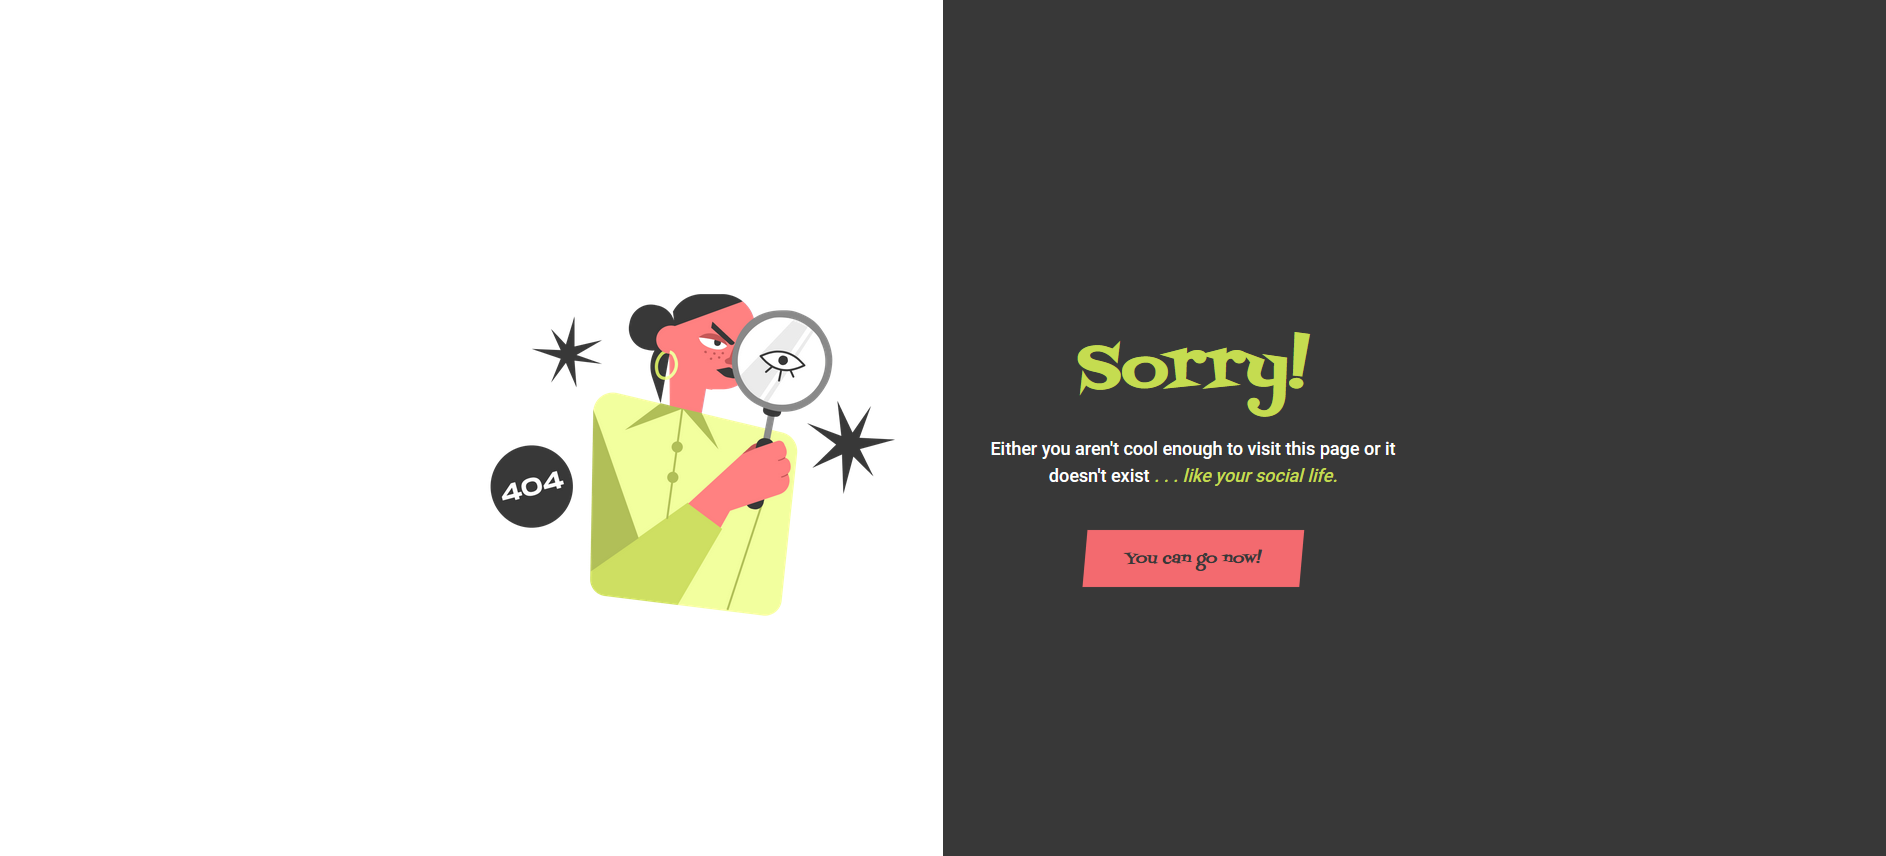 404
Sorry!
Either you aren't cool enough to visit this page or it
doesn't exist . . . like your social life.
You can go now!